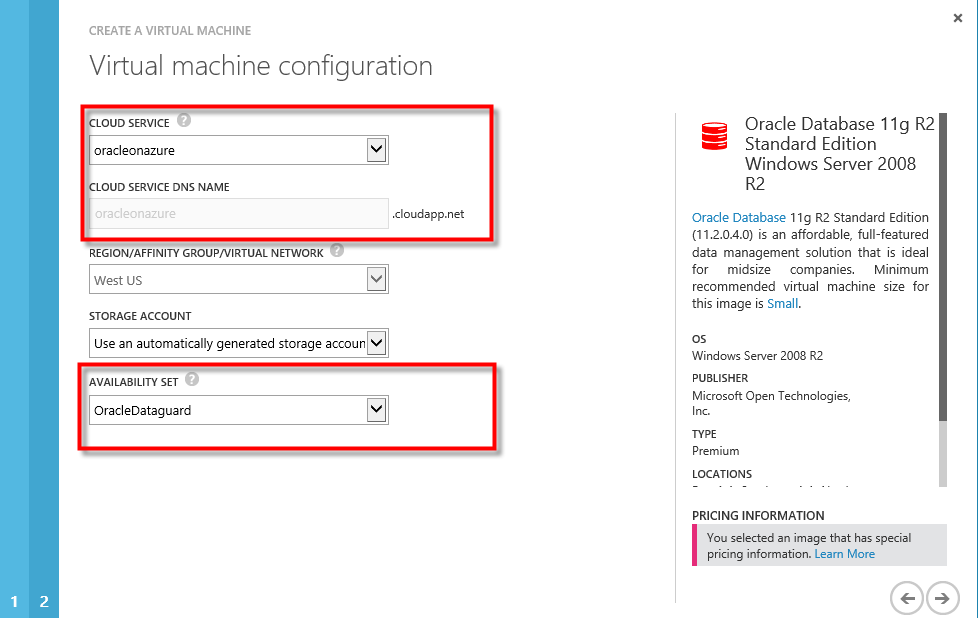 CREATE A VIRTUAL MACHINE
Virtual machine configuration
CLOUD SERVICE ?
oracleonazure
CLOUD SERVICE DNS NAME
oracleonazure .cloudapp.net
REGION/AFFINITY GROUP/VIRTUAL NETWORK ?
West US
STORAGE ACCOUNT
Use an automatically generated storage accoun
AVAILABILITY SET ?
OracleDataguard
Oracle Database 11g R2
Standard Edition
Windows Server 2008
R2
Oracle Database 11g R2 Standard Edition
(11.2.0.4.0) is an affordable, full-featured
data management solution that is ideal
for midsize companies. Minimum
recommended virtual machine size for
this image is Small.
OS
Windows Server 2008 R2
PUBLISHER
Microsoft Open Technologies,
Inc.
TYPE
Premium
LOCATIONS
PRICING INFORMATION
You selected an image that has special
pricing information. Learn More
1 2